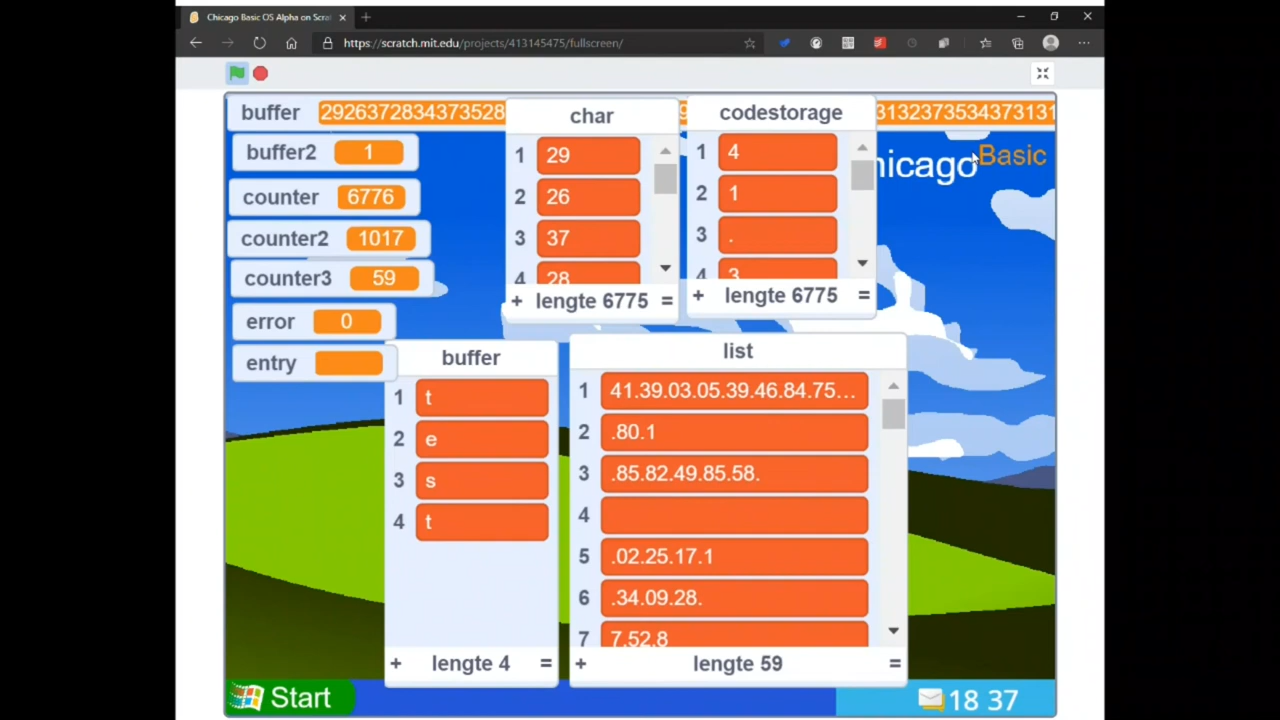 Chicago Basic OS Alpha on Scrat
https://scratch.mit.edu/projects/413145475/fullscreen/
buffer 2926372834373528
3132373534373131
char
1 29
2 26
3 37
4 28
+ lengte 6775 =
codestorage
1 4
2 1
3 .
4 3
+ lengte 6775 =
hicago Basic
buffer2 1
counter 6776
counter2 1017
counter3 59
error 0
entry
buffer
1 t
2 e
3 s
4 t
+ lengte 4 =
list
1 41.39.03.05.39.46.84.75...
2 .80.1
3 .85.82.49.85.58.
4
5 .02.25.17.1
6 .34.09.28.
7 7.52.8
+ lengte 59 =
Start
18 37